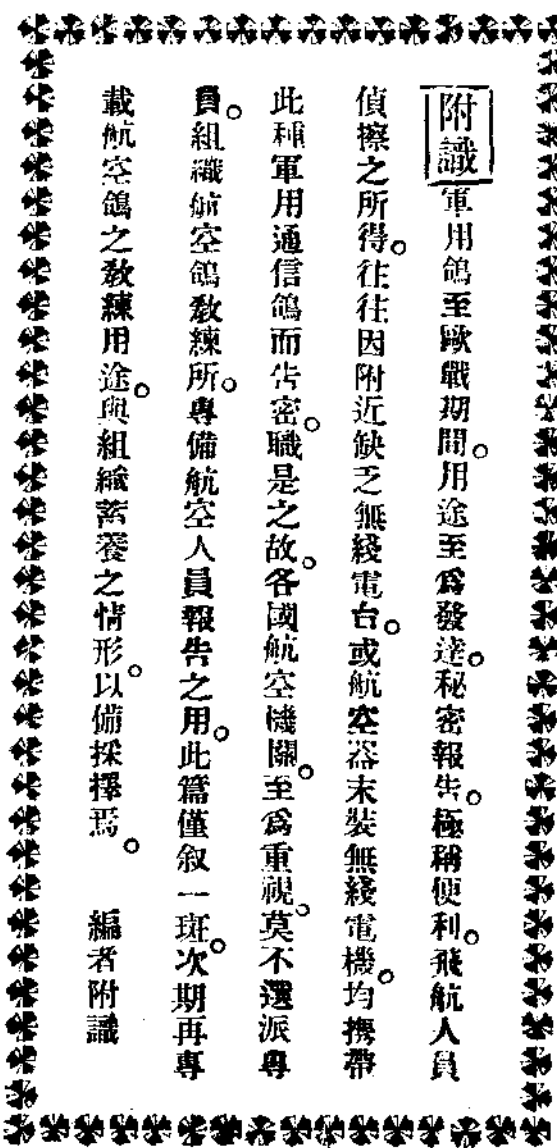 附識軍用鴿至歐戰期間。用途至爲發達。秘密報告。極稱便利。飛航人員
偵擦之所得。往往因附近缺乏無綫電台。或航空器末裝無綫電機。均携帶
此種軍用通信鴿而告密。職是之故。各國航空機關。至爲重視。莫不選派專
員。組織航空鴿敎練所。專備航空人員報告之用。此篇僅叙一斑。次期再專
載航空鴿之敎練用途。與組織蓄養之情形。以備採擇焉。　編者附識